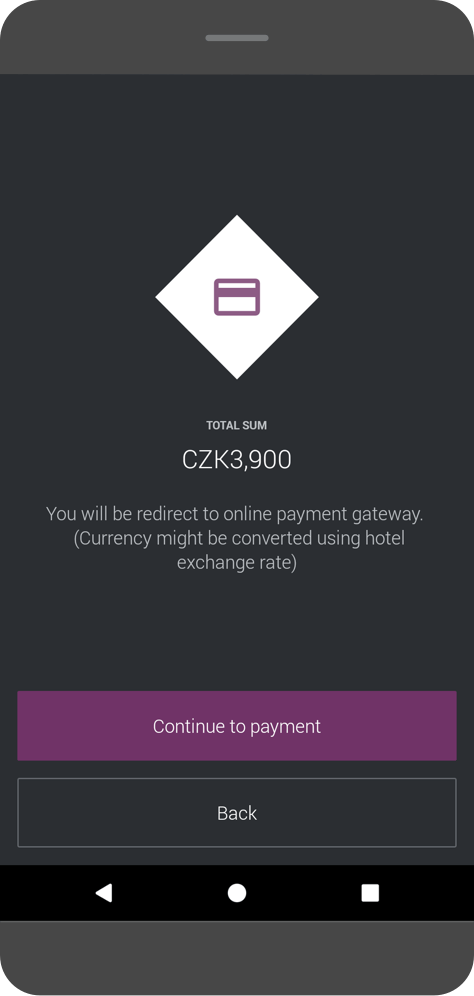 TOTAL SUM
CZK3,900
You will be redirect to online payment gateway.
(Currency might be converted using hotel
exchange rate)
Continue to payment
Back